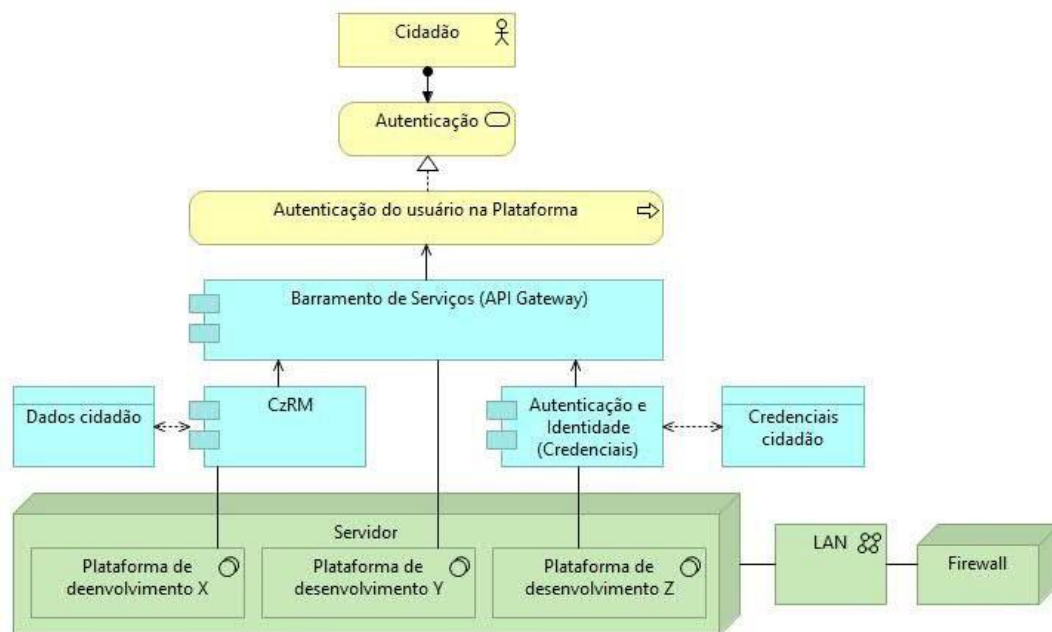 Cidadão
Autenticação
Autenticação do usuário na Plataforma
Barramento de Serviços (API Gateway)
Dados cidadão
CzRM
Autenticação e
Identidade
(Credenciais)
Credenciais
cidadão
Servidor
Plataforma de
deenvolvimento X
Plataforma de
desenvolvimento Y
Plataforma de
desenvolvimento Z
LAN
Firewall